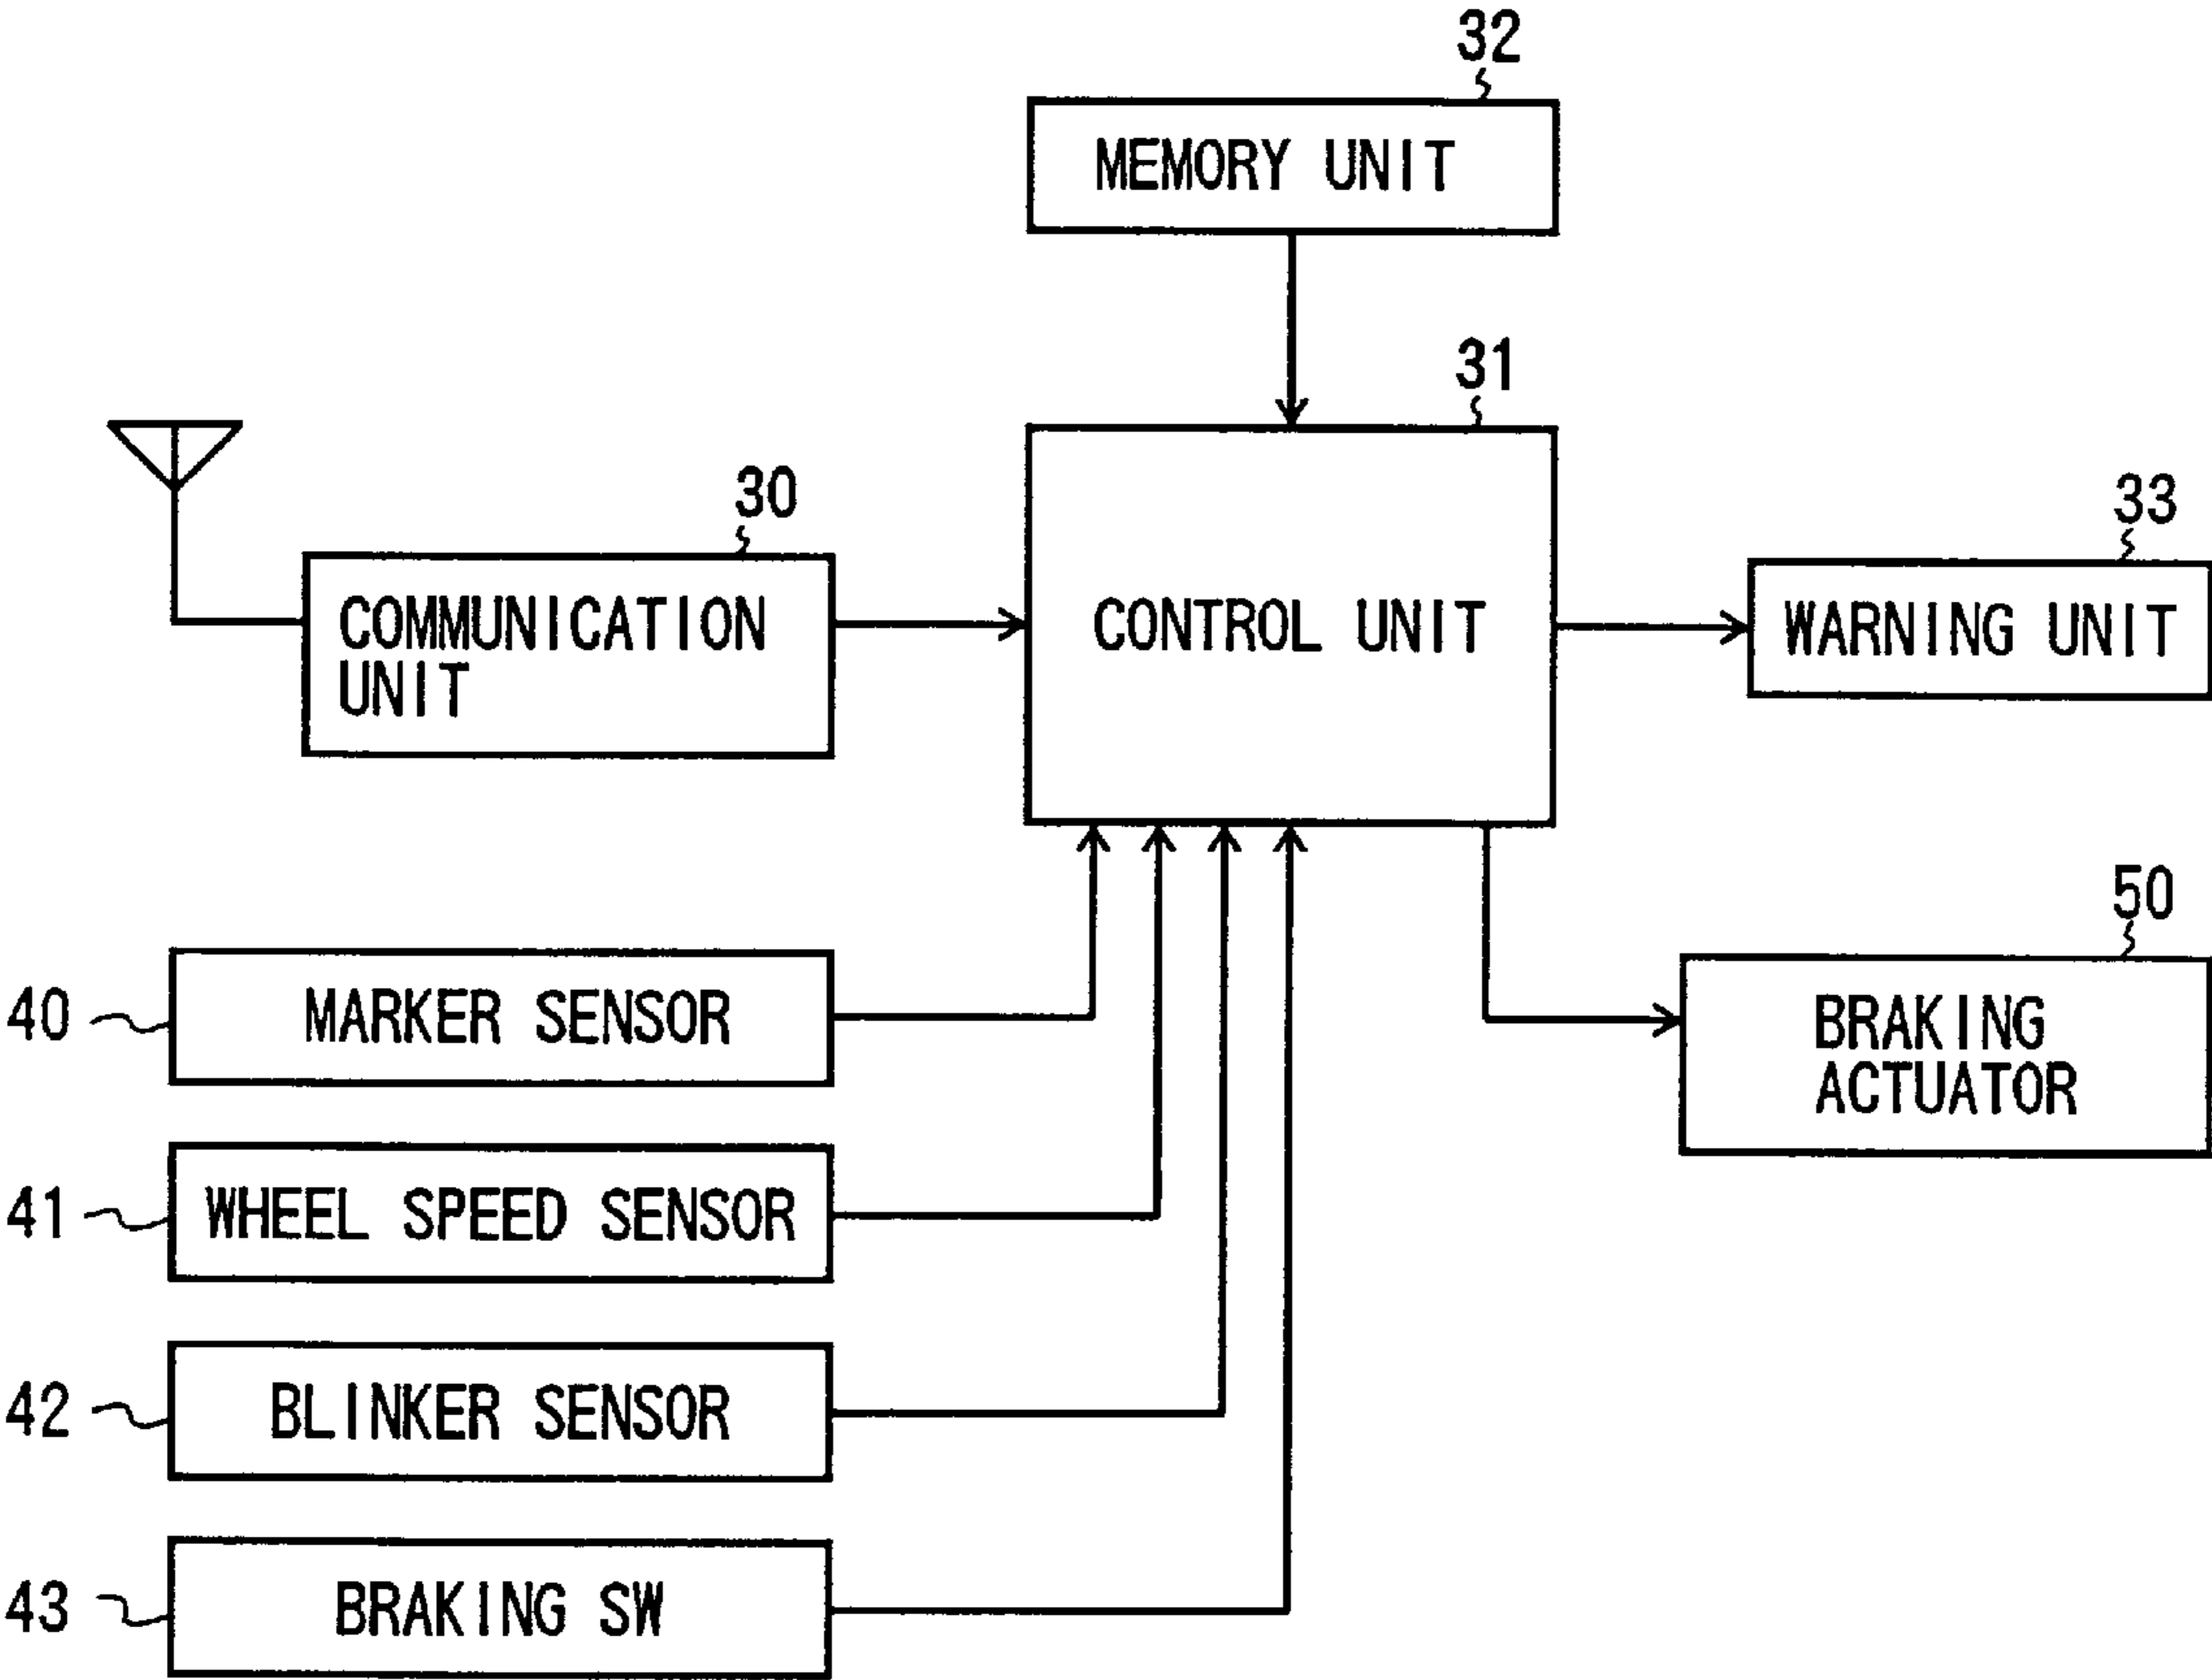 32
MEMORY UNIT
31
30
33
COMMUNICATION
UNIT
CONTROL UNIT
WARNING UNIT
50
40
MARKER SENSOR
BRAKING
ACTUATOR
41
WHEEL SPEED SENSOR
42
BLINKER SENSOR
43
BRAKING SW